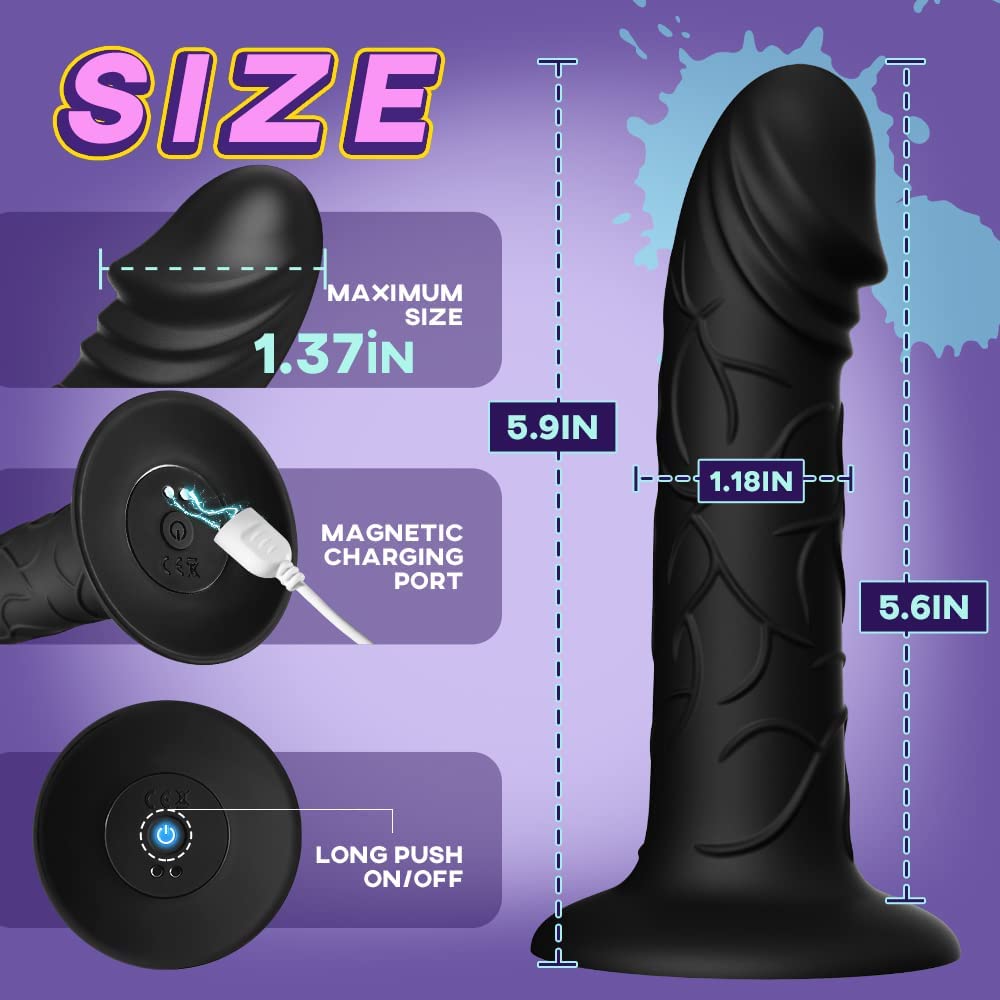 SIZE
MAXIMUM
SIZE
1.37iN
5.9IN
1.18IN
MAGNETIC
CHARGING
PORT
5.6IN
LONG PUSH
ON/OFF